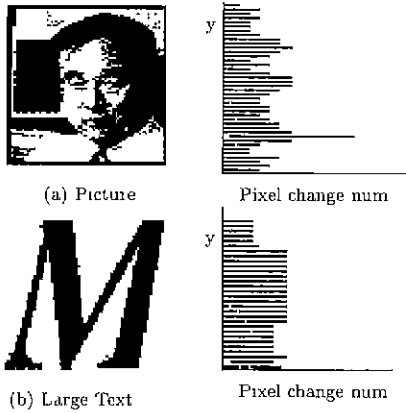 y
(a) Picture
Pixel change num
M
y
(b) Large Text
Pixel change num